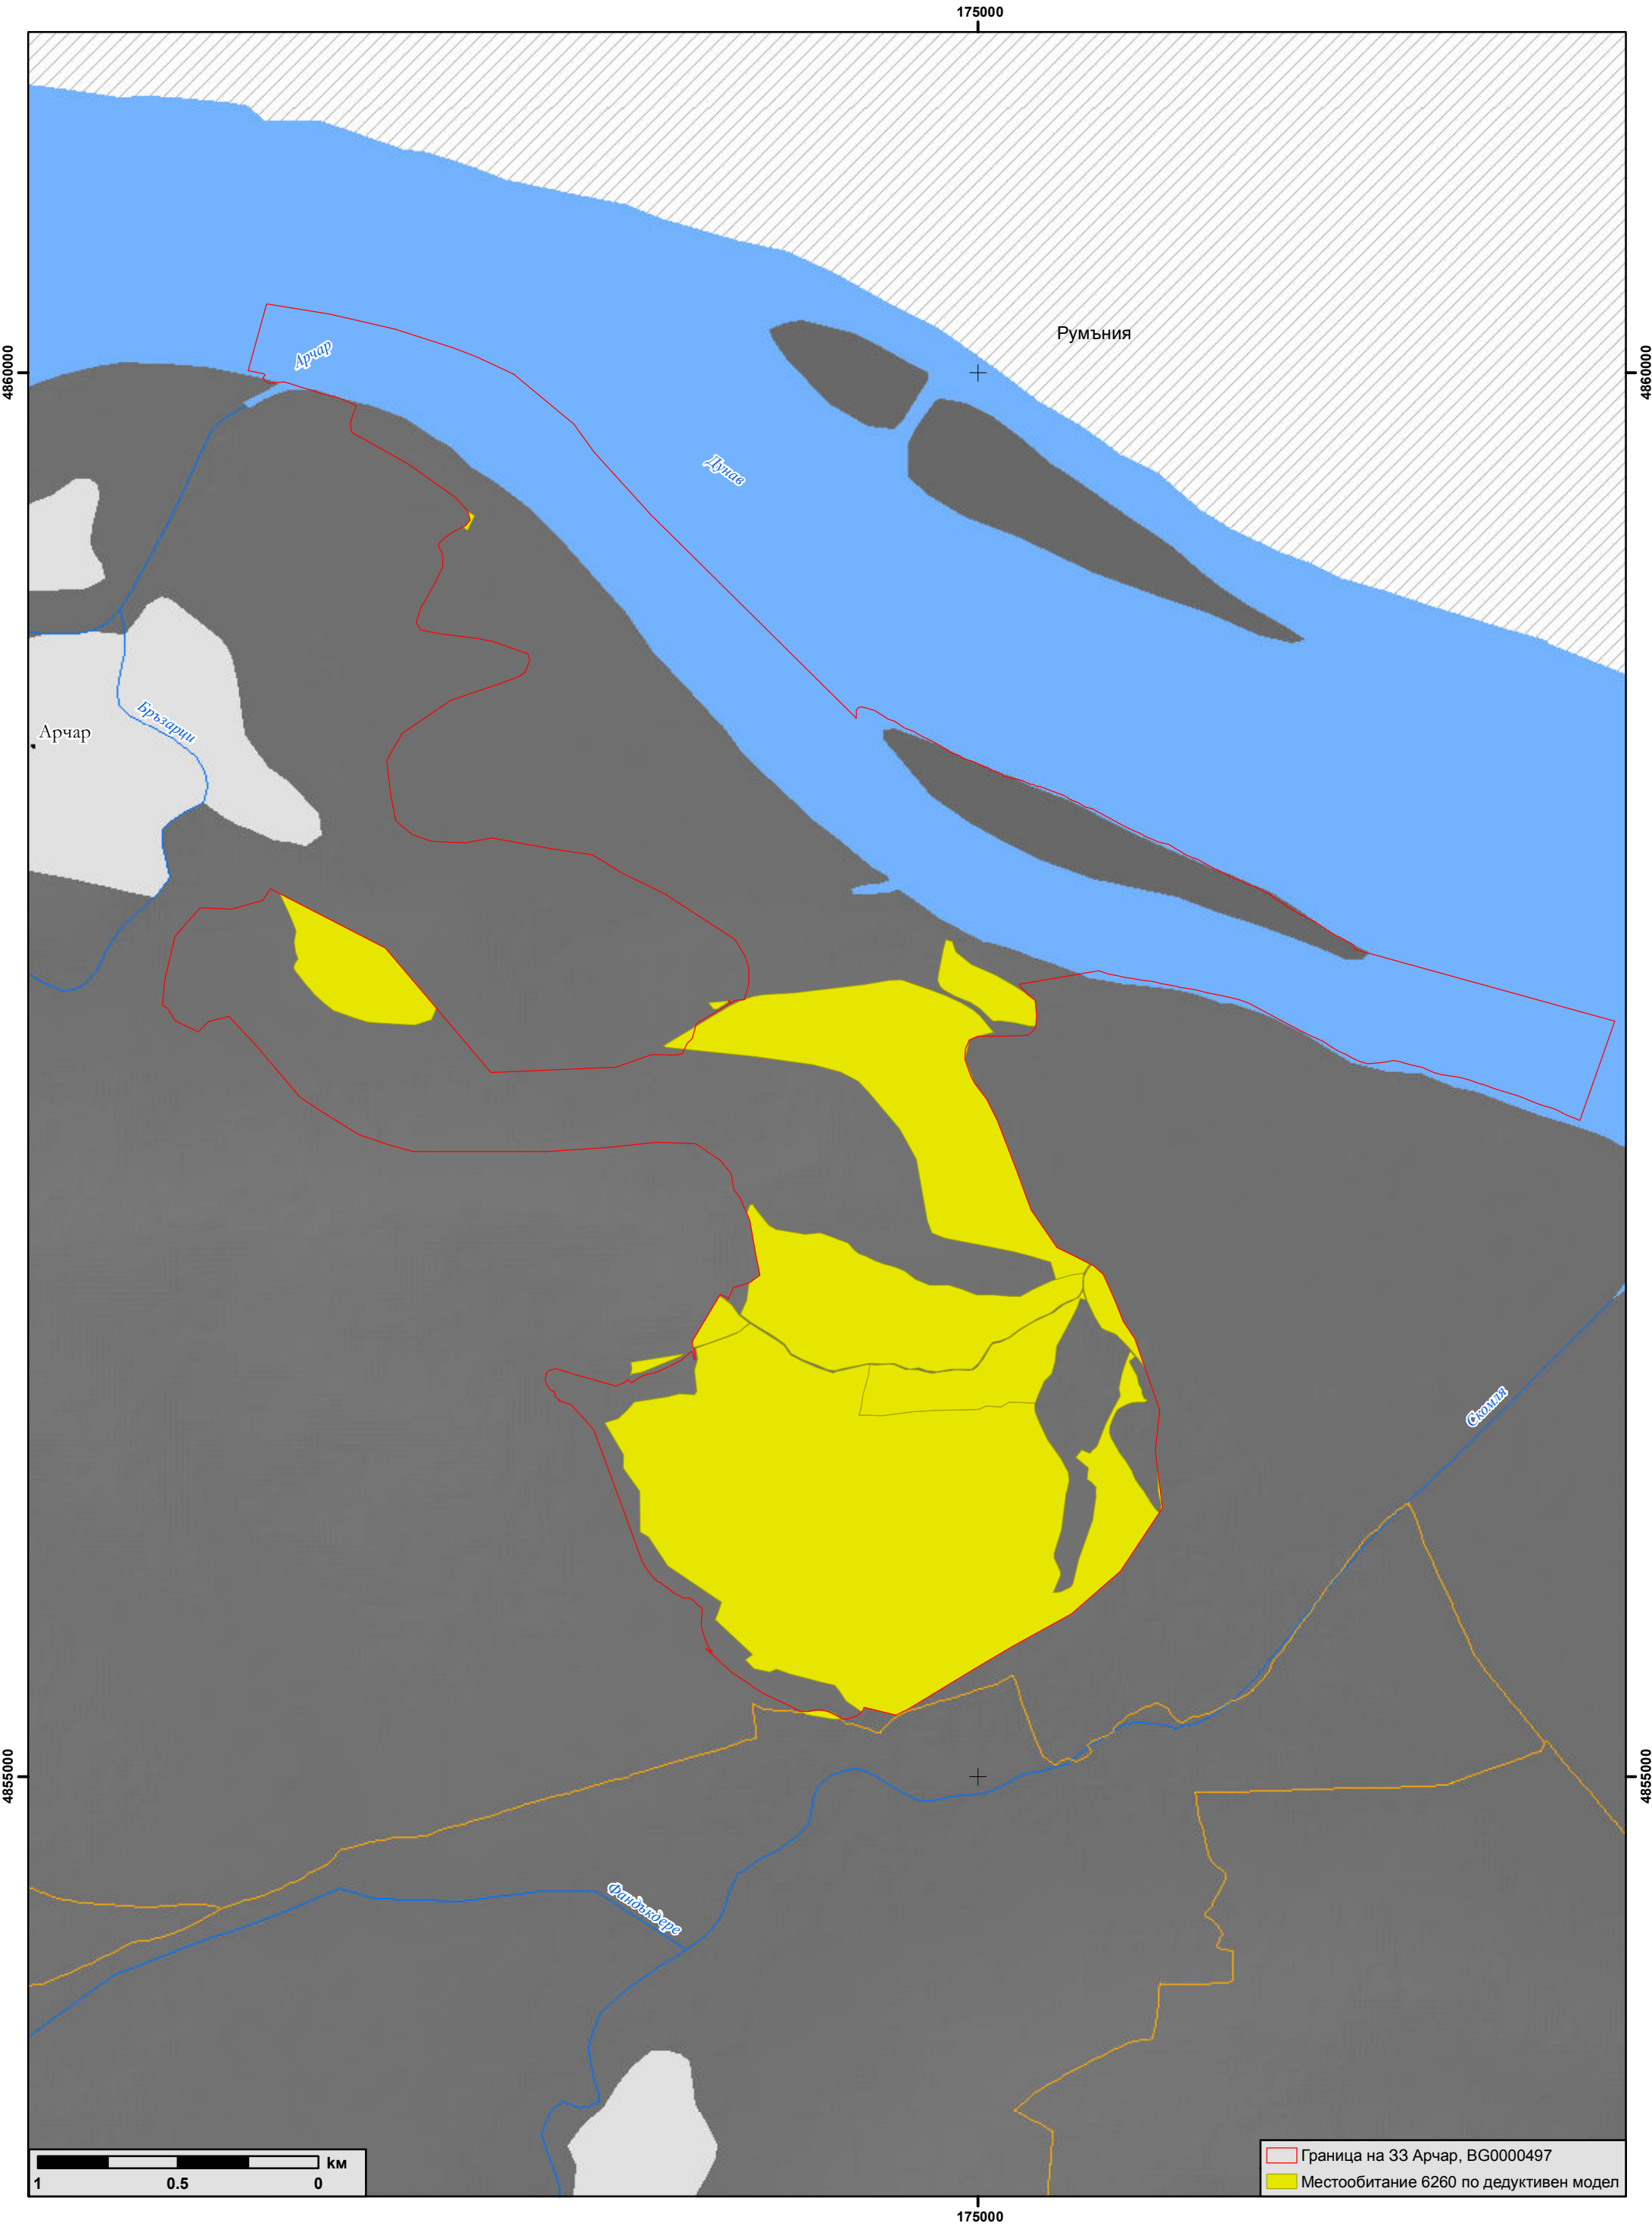 175000
Румъния
4860000
4860000
Арчар
Дунав
Бръзарци
Арчар
Скомля
4855000
4855000
Фандъкдере
км
1 0.5 0
Граница на ЗЗ Арчар, BG0000497
Местообитание 6260 по дедуктивен модел
175000